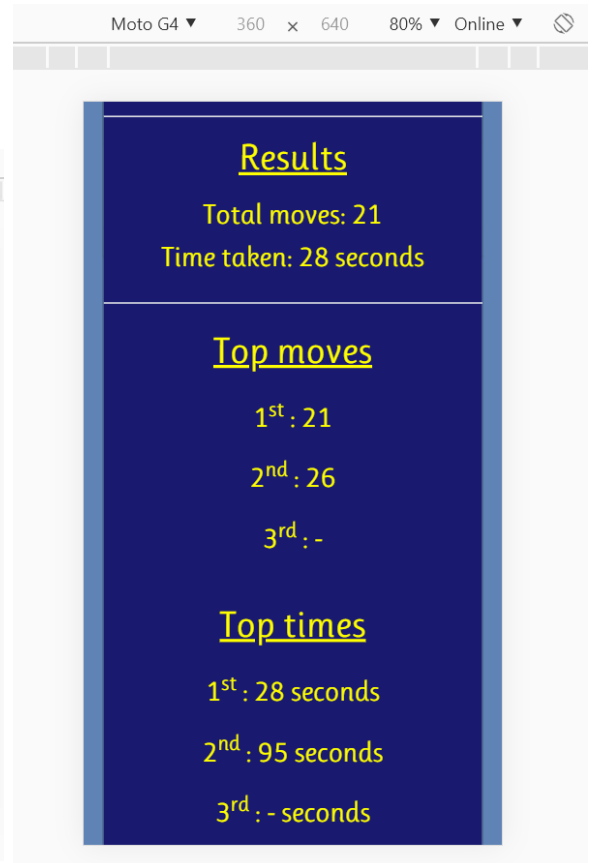 Moto G4 ▼ 360 × 640 80% ▼ Online ▼
Results
Total moves: 21
Time taken: 28 seconds
Top moves
1st : 21
2nd : 26
3rd : -
Top times
1st : 28 seconds
2nd : 95 seconds
3rd : - seconds